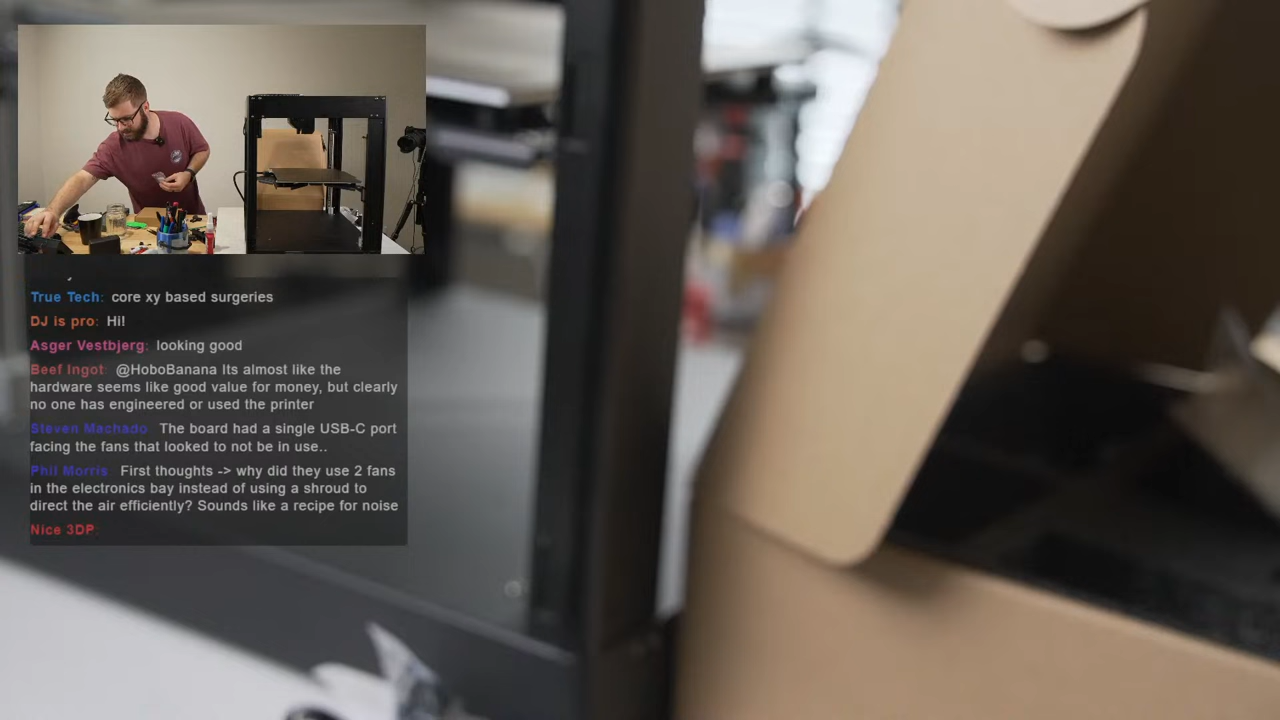 True Tech: core xy based surgeries
DJ is pro: Hi!
Asger Vestbjerg: looking good
Beef Ingot: @HoboBanana Its almost like the
hardware seems like good value for money, but clearly
no one has engineered or used the printer
Steven Machado: The board had a single USB-C port
facing the fans that looked to not be in use..
Phil Morris: First thoughts -> why did they use 2 fans
in the electronics bay instead of using a shroud to
direct the air efficiently? Sounds like a recipe for noise
Nice 3DP: